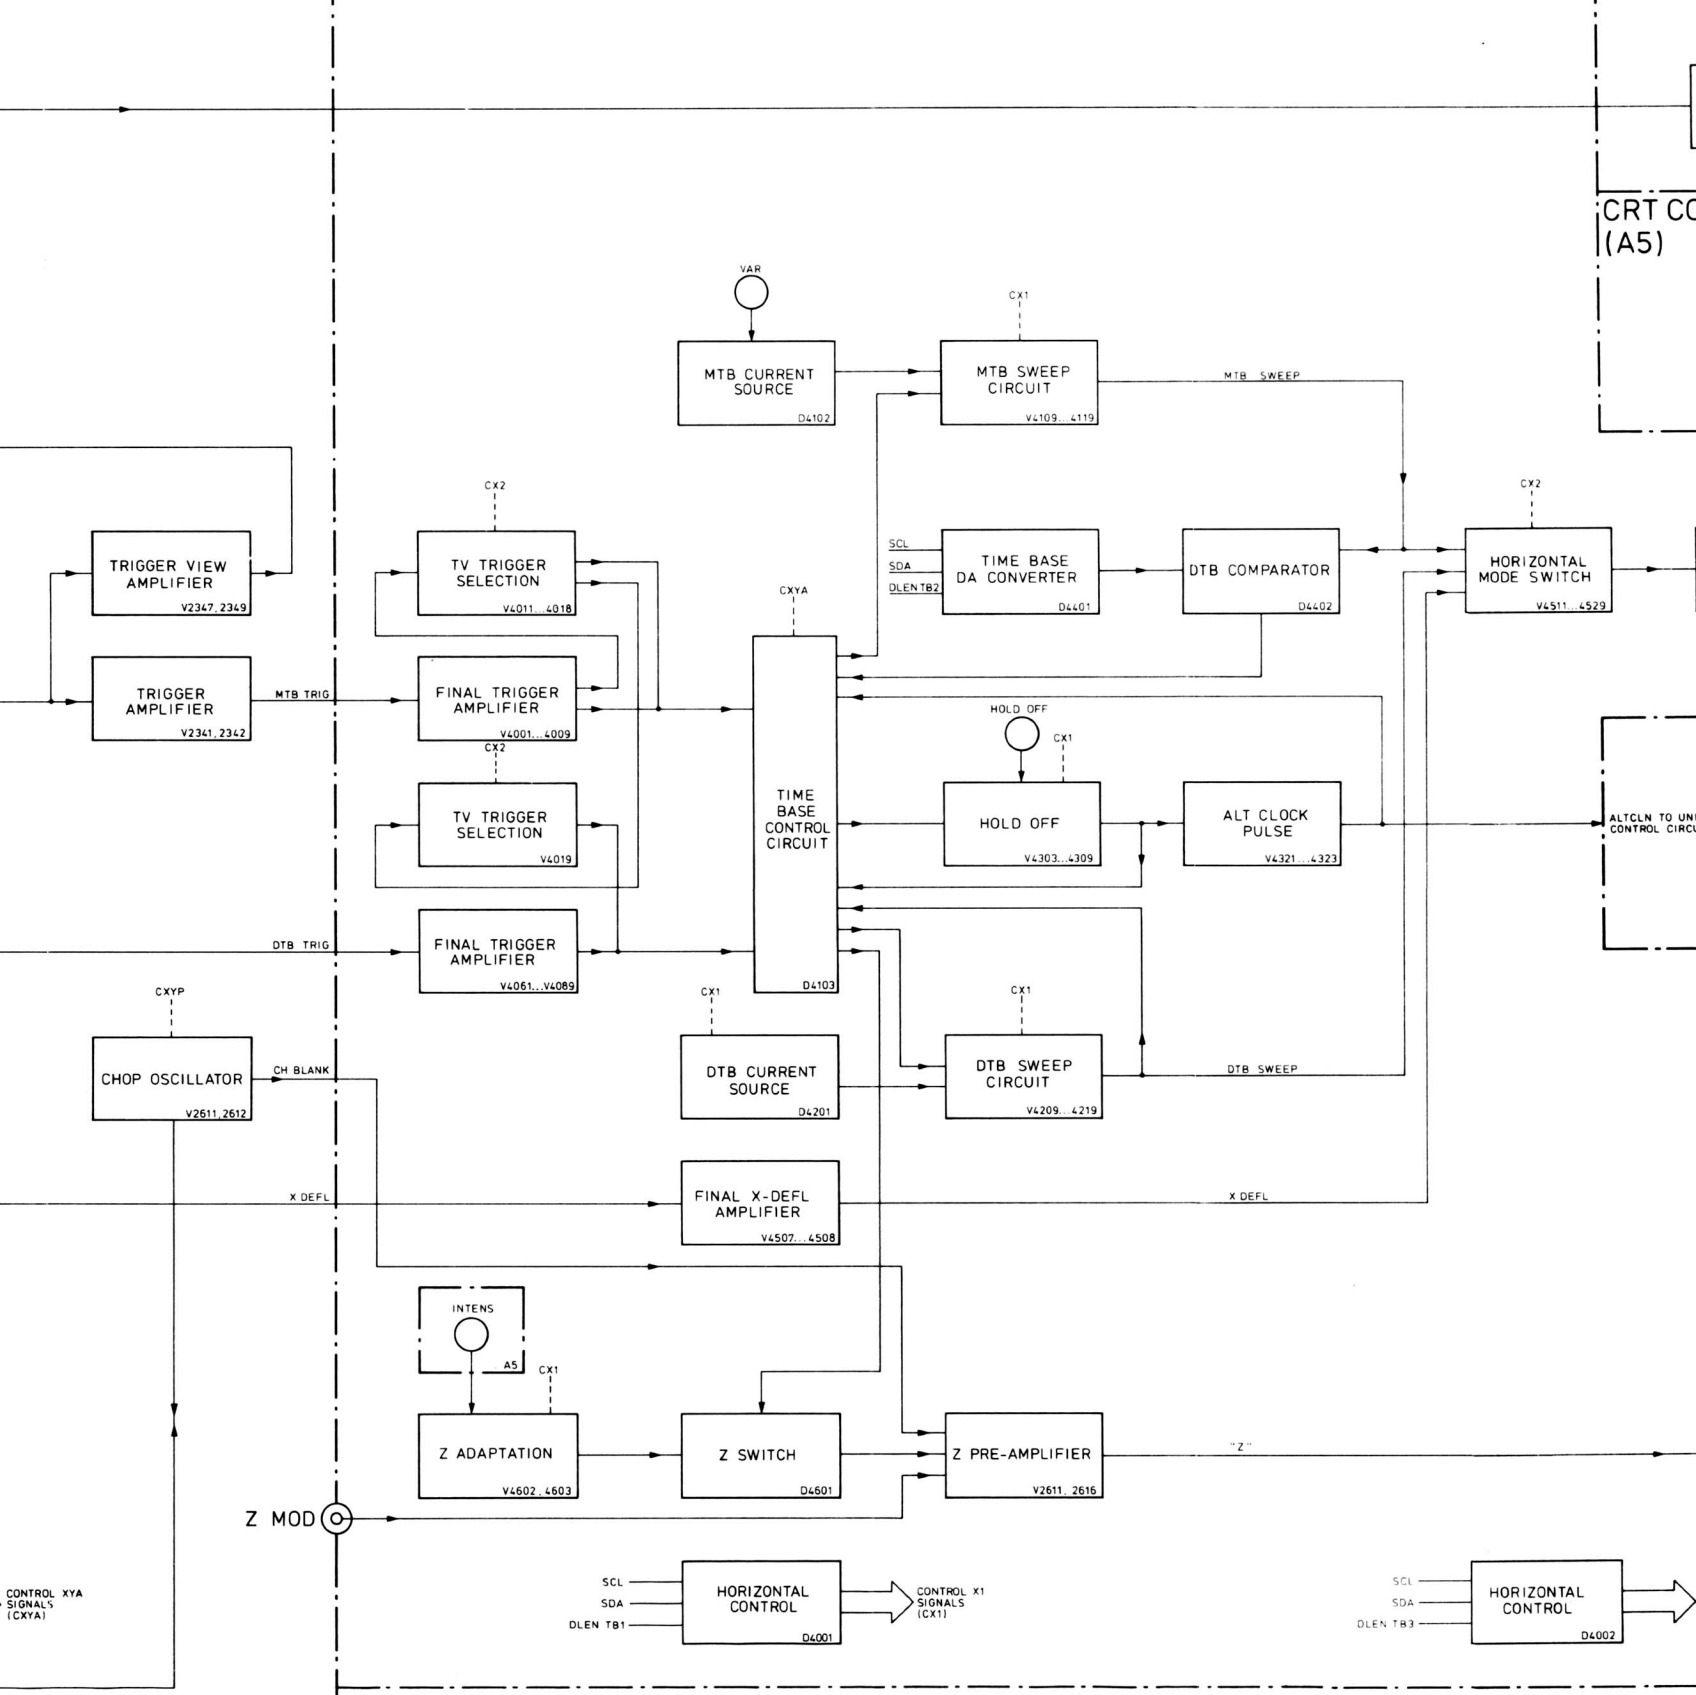 CRT CO
(A5)
VAR
CX1
MTB CURRENT
SOURCE
D4102
MTB SWEEP
CIRCUIT
V4109...4119
MTB SWEEP
CX2
CX2
TRIGGER VIEW
AMPLIFIER
V2347, 2349
TV TRIGGER
SELECTION
V4011...4018
SCL
SDA
DLENTB2
TIME BASE
DA CONVERTER
D4401
DTB COMPARATOR
D4402
HORIZONTAL
MODE SWITCH
V4511...4529
CXYA
TRIGGER
AMPLIFIER
V2341, 2342
MTB TRIG
FINAL TRIGGER
AMPLIFIER
V4001...4009
CX2
HOLD OFF
CX1
TV TRIGGER
SELECTION
V4019
TIME
BASE
CONTROL
CIRCUIT
D4103
HOLD OFF
V4303...4309
ALT CLOCK
PULSE
V4321...4323
ALTCLN TO UNI
CONTROL CIRCU
DTB TRIG
FINAL TRIGGER
AMPLIFIER
V4061...V4089
CXYP
CX1
CX1
CHOP OSCILLATOR
V2611, 2612
CH BLANK
DTB CURRENT
SOURCE
D4201
DTB SWEEP
CIRCUIT
V4209...4219
DTB SWEEP
X DEFL
FINAL X-DEFL
AMPLIFIER
V4507...4508
X DEFL
INTENS
A5
CX1
Z ADAPTATION
V4602, 4603
Z SWITCH
D4601
Z PRE-AMPLIFIER
V2611, 2616
"Z"
Z MOD
CONTROL XYA
SIGNALS
(CXYA)
SCL
SDA
DLEN TB1
HORIZONTAL
CONTROL
D4001
CONTROL X1
SIGNALS
(CX1)
SCL
SDA
DLEN TB3
HORIZONTAL
CONTROL
D4002